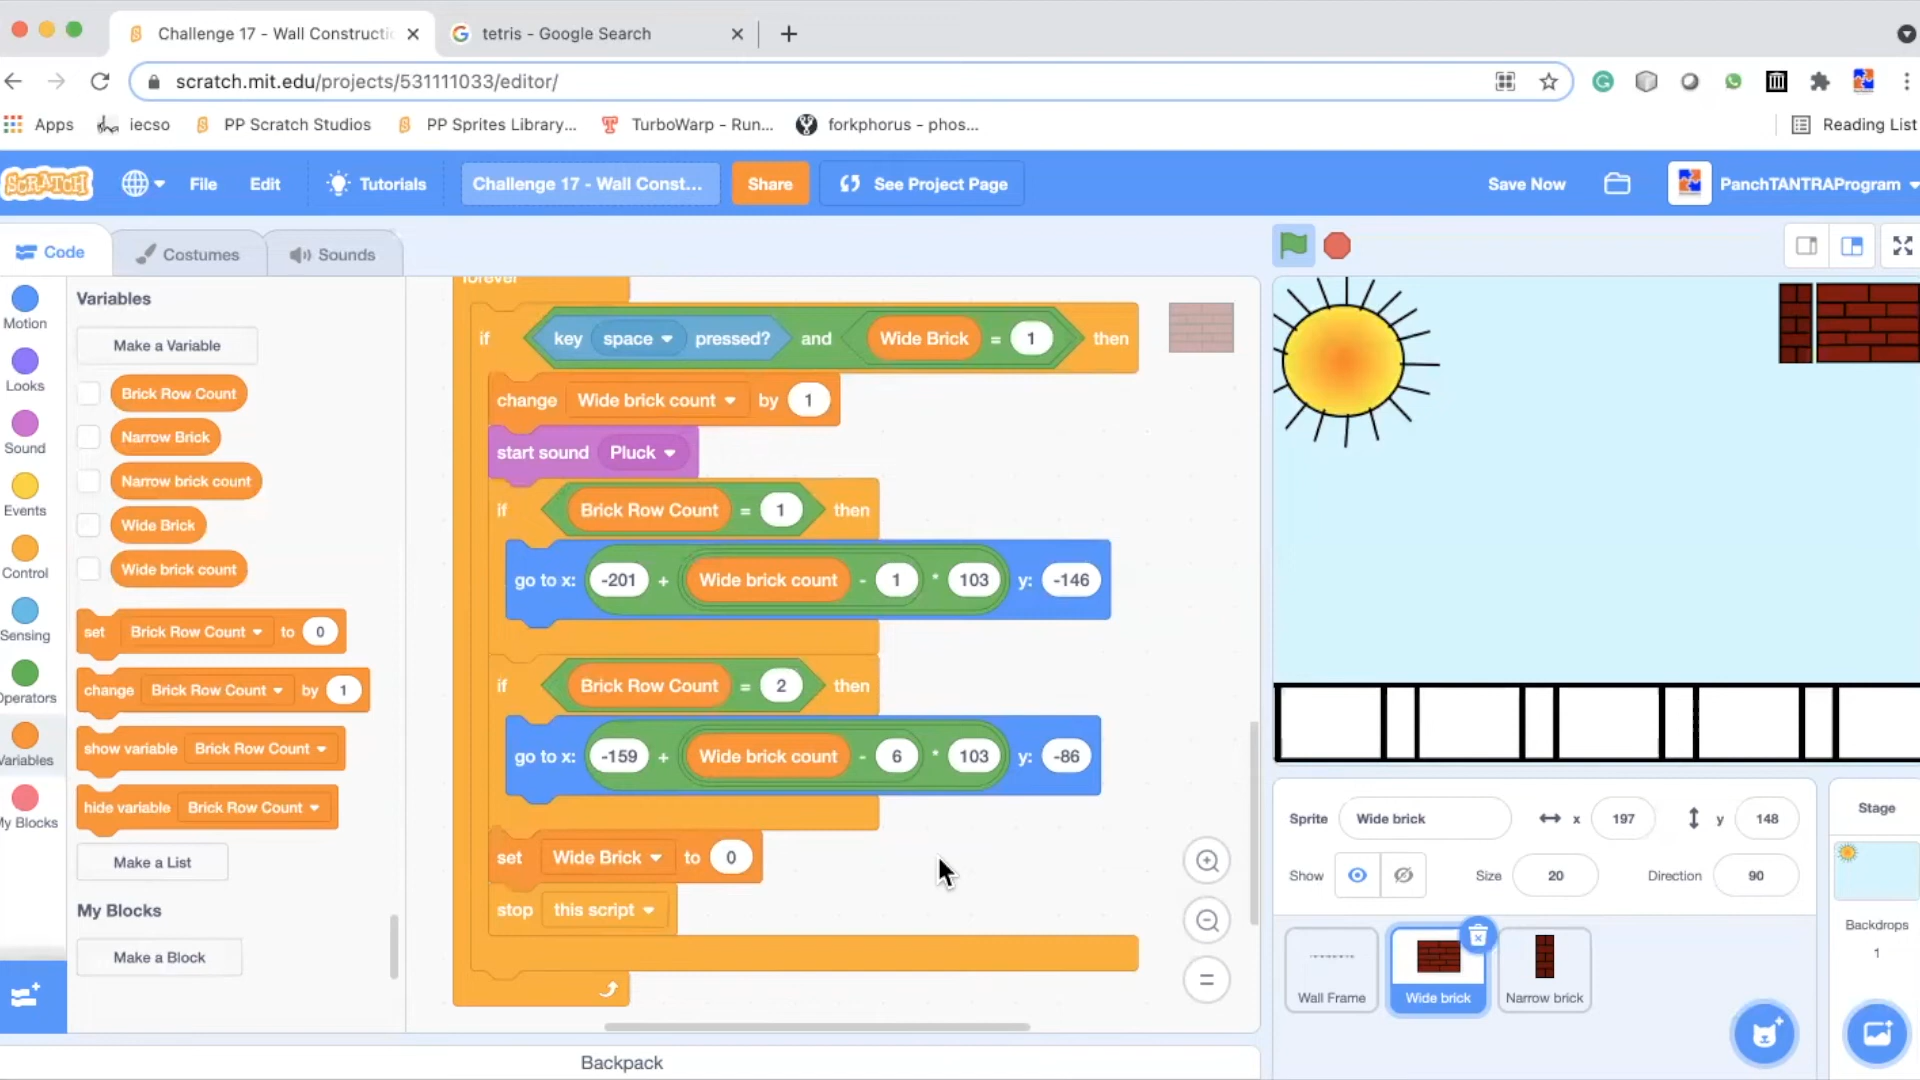 Challenge 17 - Wall Constructi
tetris - Google Search
scratch.mit.edu/projects/531111033/editor/
Apps
iecso
PP Scratch Studios
PP Sprites Library...
TurboWarp - Run...
forkphorus - phos...
Reading List
SCRATCH
File
Edit
Tutorials
Challenge 17 - Wall Const...
Share
See Project Page
Save Now
PanchTANTRAProgram
Code
Costumes
Sounds
Motion
Looks
Sound
Events
Control
Sensing
Operators
Variables
My Blocks
Variables
Make a Variable
Brick Row Count
Narrow Brick
Narrow brick count
Wide Brick
Wide brick count
set Brick Row Count to 0
change Brick Row Count by 1
show variable Brick Row Count
hide variable Brick Row Count
Make a List
My Blocks
Make a Block
forever
if key space pressed? and Wide Brick = 1 then
change Wide brick count by 1
start sound Pluck
if Brick Row Count = 1 then
go to x: -201 + Wide brick count - 1 * 103 y: -146
if Brick Row Count = 2 then
go to x: -159 + Wide brick count - 6 * 103 y: -86
set Wide Brick to 0
stop this script
Backpack
Sprite Wide brick x 197 y 148
Show Size 20 Direction 90
Wall Frame
Wide brick
Narrow brick
Stage
Backdrops
1